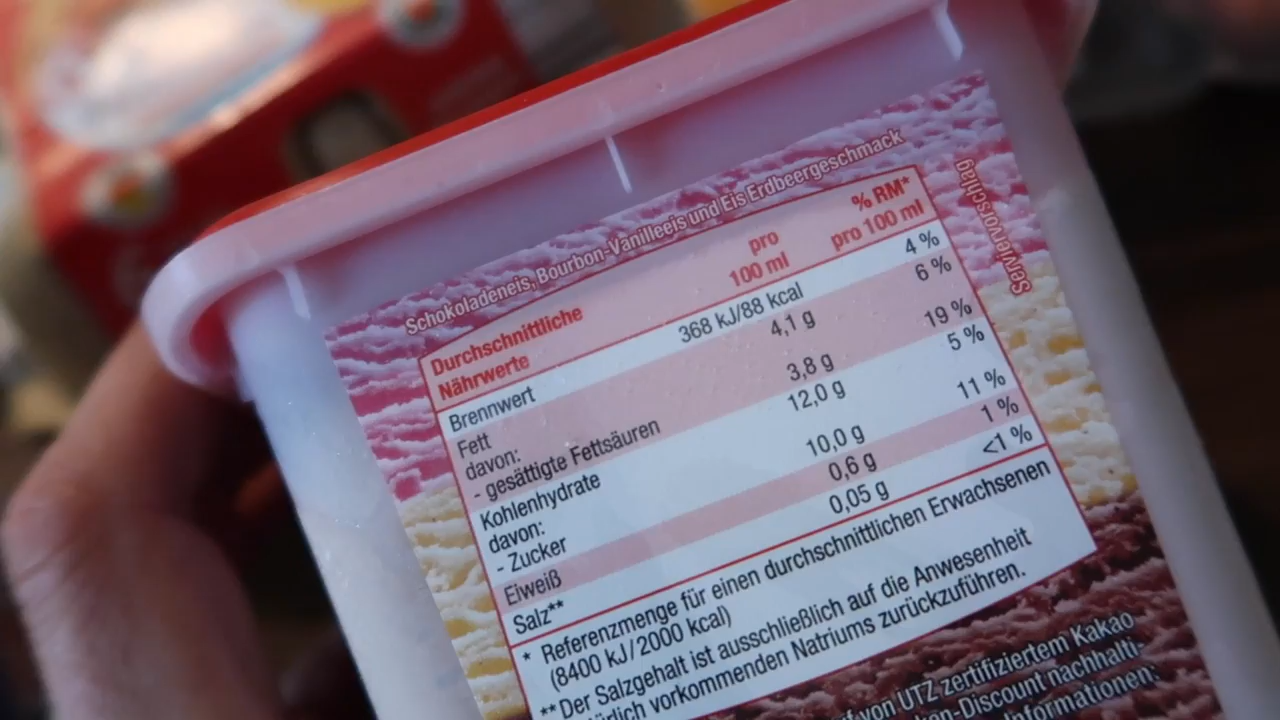 Schokoladeneis, Bourbon-Vanilleeis und Eis Erdbeergeschmack
Serviervorschlag
Durchschnittliche Nährwerte
pro 100 ml
% RM* pro 100 ml
Brennwert 368 kJ/88 kcal 4 %
Fett 4,1 g 6 %
davon:
- gesättigte Fettsäuren 3,8 g 19 %
Kohlenhydrate 12,0 g 5 %
davon:
- Zucker 10,0 g 11 %
Eiweiß 0,6 g 1 %
Salz** 0,05 g <1 %
* Referenzmenge für einen durchschnittlichen Erwachsenen
(8400 kJ/2000 kcal)
** Der Salzgehalt ist ausschließlich auf die Anwesenheit
vorkommenden Natriums zurückzuführen.
von UTZ zertifiziertem Kakao
-Discount nachhalti-